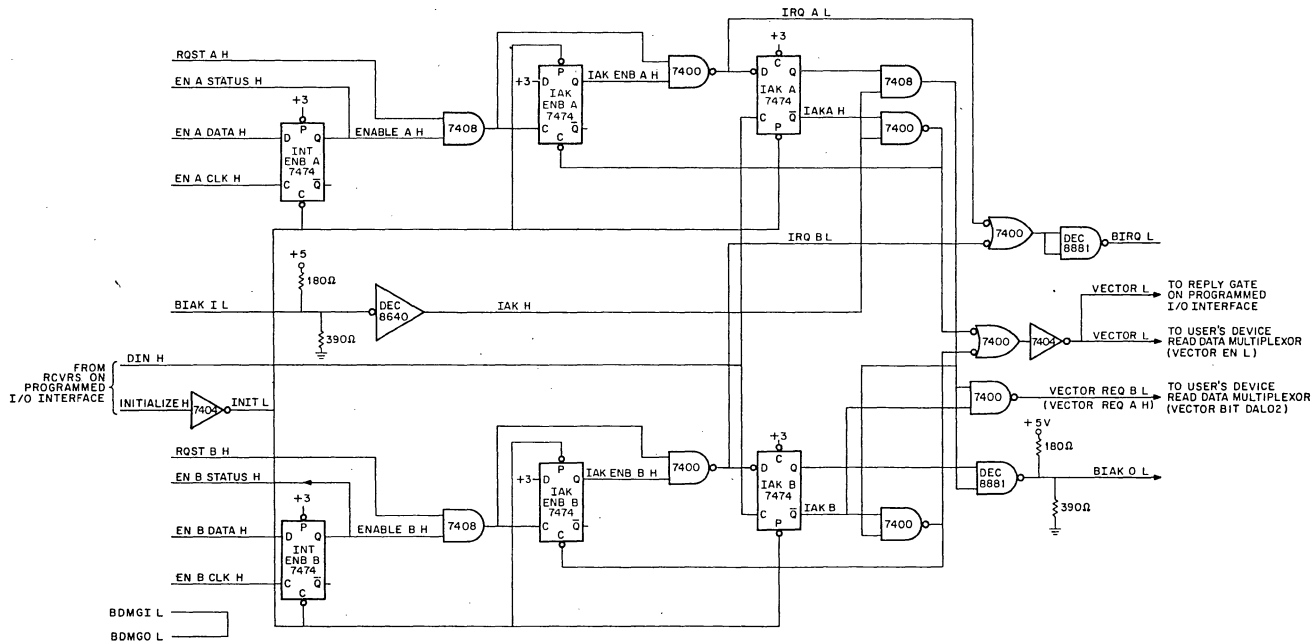 IRQ A L
+3
RQST A H
EN A STATUS H
+3
EN A DATA H
EN A CLK H
P
D Q
INT
ENB A
7474
C Q̅
C
ENABLE A H
7408
+3
P
D Q
IAK
ENB A
7474
C Q̅
C
IAK ENB A H
7400
C
D Q
IAK A
7474
C Q̅
P
IAKA H
7408
7400
IRQ B L
7400
DEC
8881
BIRQ L
+5
180Ω
BIAK I L
390Ω
DEC
8640
IAK H
VECTOR L
TO REPLY GATE
ON PROGRAMMED
I/O INTERFACE
7400
7404
VECTOR L
TO USER'S DEVICE
READ DATA MULTIPLEXOR
(VECTOR EN L)
FROM
RCVRS ON
PROGRAMMED
I/O INTERFACE
DIN H
INITIALIZE H
7404
INIT L
7400
VECTOR REQ B L
(VECTOR REQ A H)
TO USER'S DEVICE
READ DATA MULTIPLEXOR
(VECTOR BIT DAL02)
RQST B H
EN B STATUS H
+3
EN B DATA H
EN B CLK H
P
D Q
INT
ENB B
7474
C Q̅
C
ENABLE B H
7408
+3
P
D Q
IAK
ENB B
7474
C Q̅
C
IAK ENB B H
7400
+3
C
D Q
IAK B
7474
C Q̅
P
IAK B
7400
DEC
8881
+5V
180Ω
BIAK O L
390Ω
BDMGI L
BDMGO L